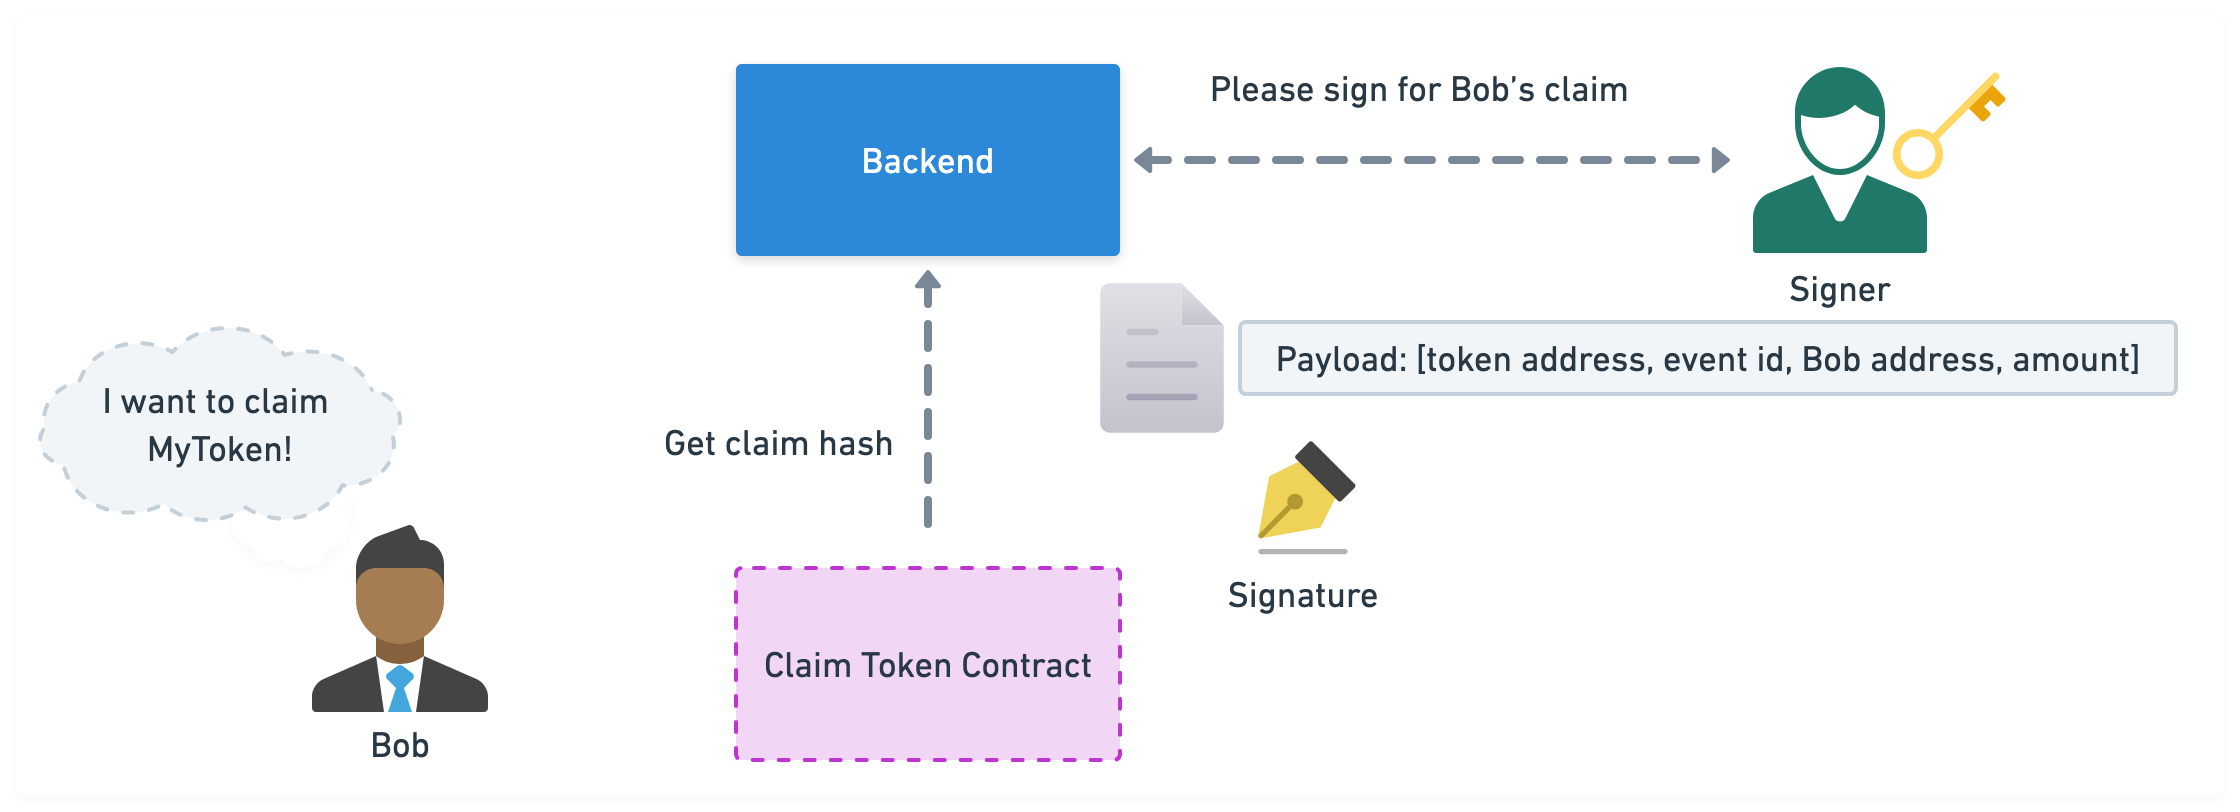 Please sign for Bob’s claim
Backend
Signer
Payload: [token address, event id, Bob address, amount]
I want to claim
MyToken!
Get claim hash
Signature
Claim Token Contract
Bob